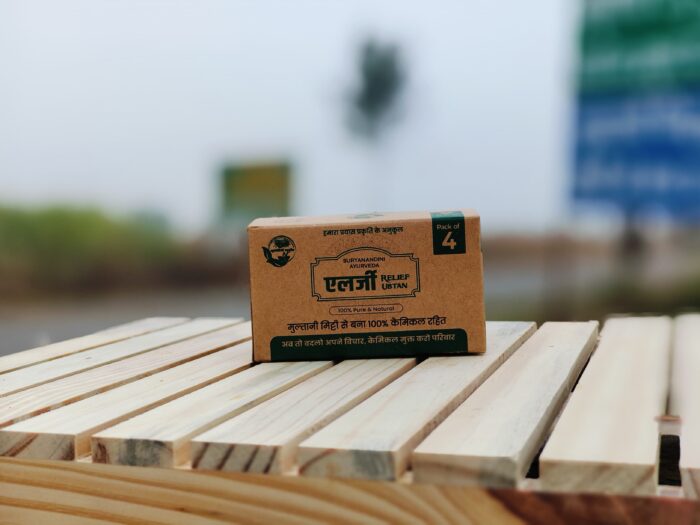 हमारा प्रयास प्रकृति के अनुकूल
Pack of
4
SURYANANDINI
AYURVEDA
एलर्जी RELIEF
UBTAN
100% Pure & Natural
मुल्तानी मिट्टी से बना 100% केमिकल रहित
अब तो बदलो अपने विचार, केमिकल मुक्त करो परिवार